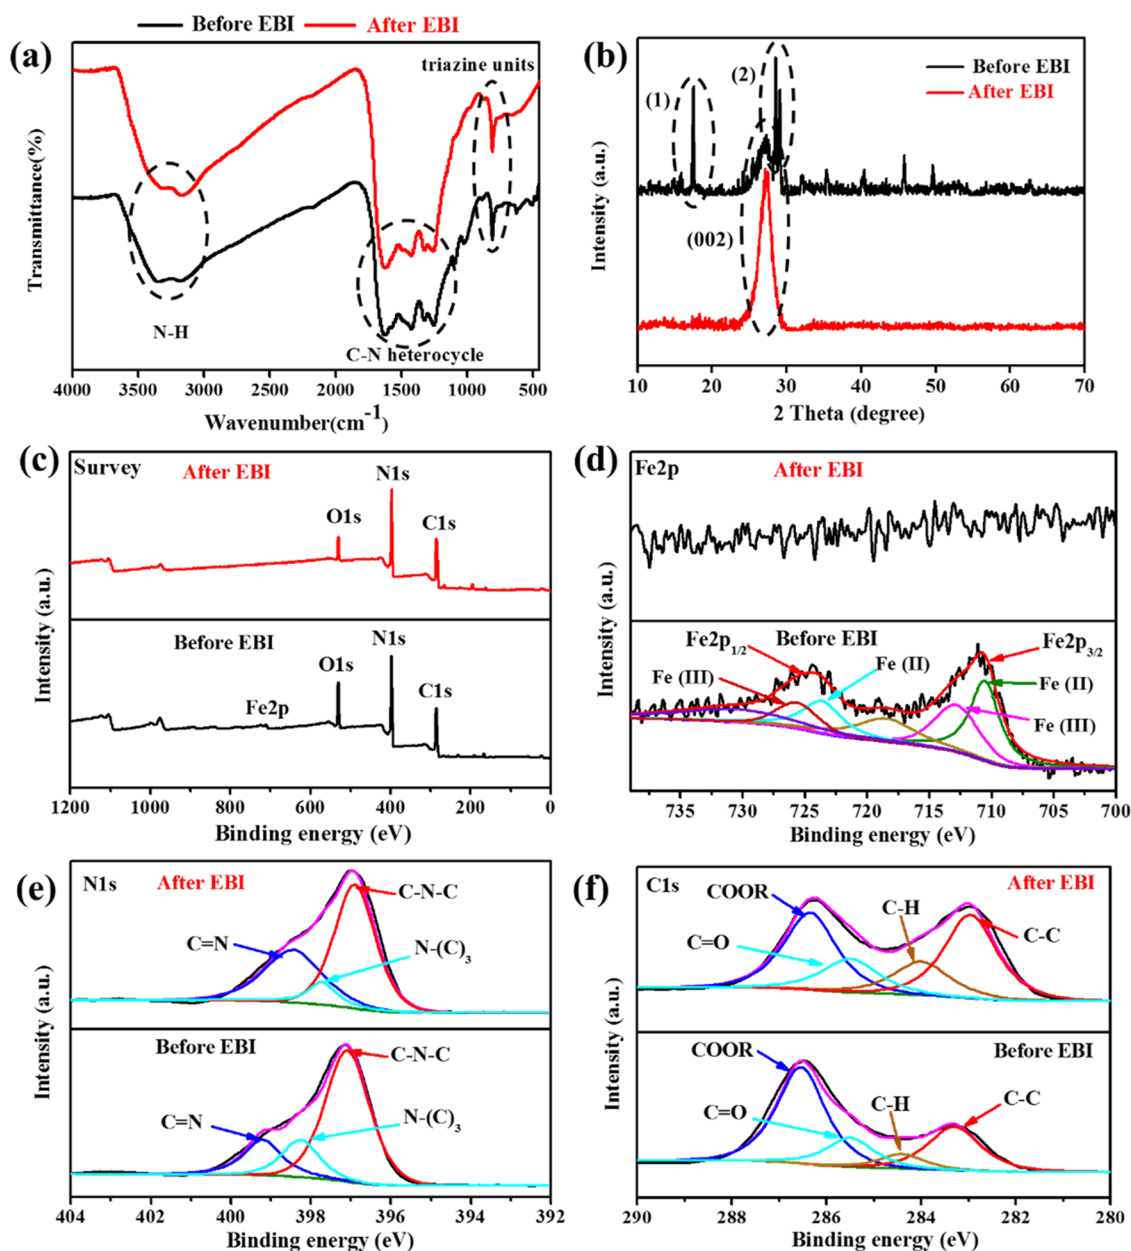 Before EBI After EBI
(a)
triazine units
N-H
C-N heterocycle
Transmittance(%)
4000 3500 3000 2500 2000 1500 1000 500
Wavenumber(cm-1)
(b)
Before EBI
After EBI
(1)
(2)
(002)
Intensity (a.u.)
10 20 30 40 50 60 70
2 Theta (degree)
(c)
Survey
After EBI
N1s
O1s
C1s
Before EBI
N1s
O1s
C1s
Fe2p
Intensity (a.u.)
1200 1000 800 600 400 200 0
Binding energy (eV)
(d)
Fe2p
After EBI
Fe2p1/2
Before EBI
Fe2p3/2
Fe (III)
Fe (II)
Fe (II)
Fe (III)
Intensity (a.u.)
735 730 725 720 715 710 705 700
Binding energy (eV)
(e)
N1s
After EBI
C-N-C
C=N
N-(C)3
Before EBI
C-N-C
C=N
N-(C)3
Intensity (a.u.)
404 402 400 398 396 394 392
Binding energy (eV)
(f)
C1s
After EBI
COOR
C-H
C=O
C-C
Before EBI
COOR
C-H
C=O
C-C
Intensity (a.u.)
290 288 286 284 282 280
Binding energy (eV)